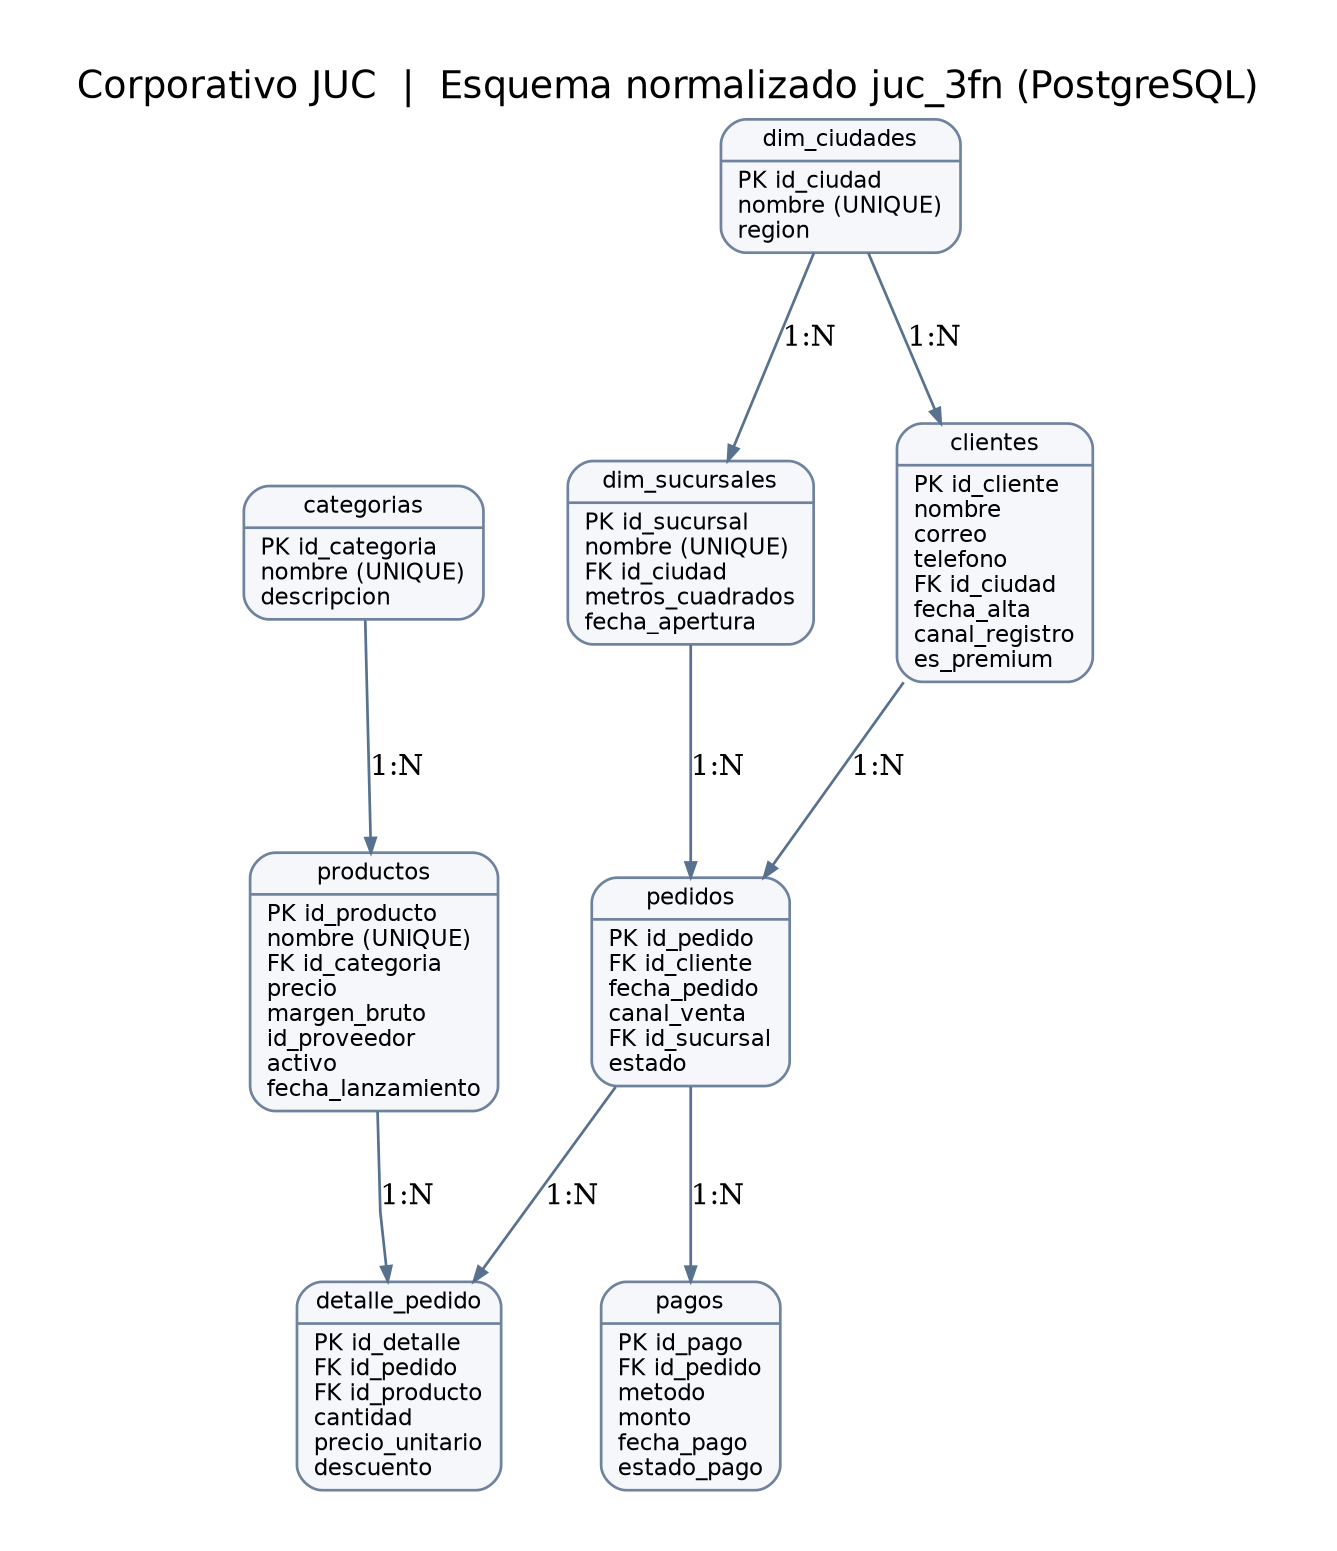 Corporativo JUC | Esquema normalizado juc_3fn (PostgreSQL)
dim_ciudades
PK id_ciudad
nombre (UNIQUE)
region
1:N
1:N
clientes
PK id_cliente
nombre
correo
telefono
FK id_ciudad
fecha_alta
canal_registro
es_premium
dim_sucursales
PK id_sucursal
nombre (UNIQUE)
FK id_ciudad
metros_cuadrados
fecha_apertura
categorias
PK id_categoria
nombre (UNIQUE)
descripcion
1:N
1:N
1:N
productos
PK id_producto
nombre (UNIQUE)
FK id_categoria
precio
margen_bruto
id_proveedor
activo
fecha_lanzamiento
pedidos
PK id_pedido
FK id_cliente
fecha_pedido
canal_venta
FK id_sucursal
estado
1:N
1:N
1:N
detalle_pedido
PK id_detalle
FK id_pedido
FK id_producto
cantidad
precio_unitario
descuento
pagos
PK id_pago
FK id_pedido
metodo
monto
fecha_pago
estado_pago